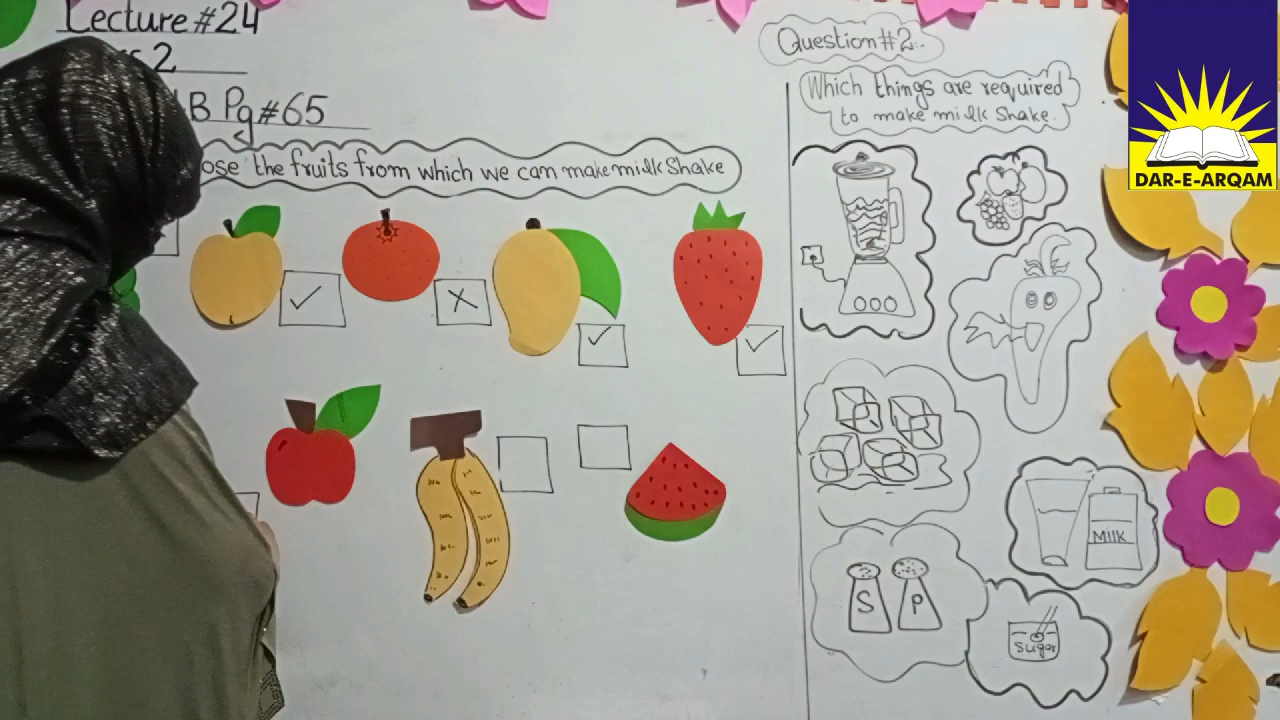 Lecture #24
2
B Pg#65
ose the fruits from which we can make milk Shake
Question #2:-
Which things are required
to make milk Shake.
MilK
S P
Sugar
DAR-E-ARQAM